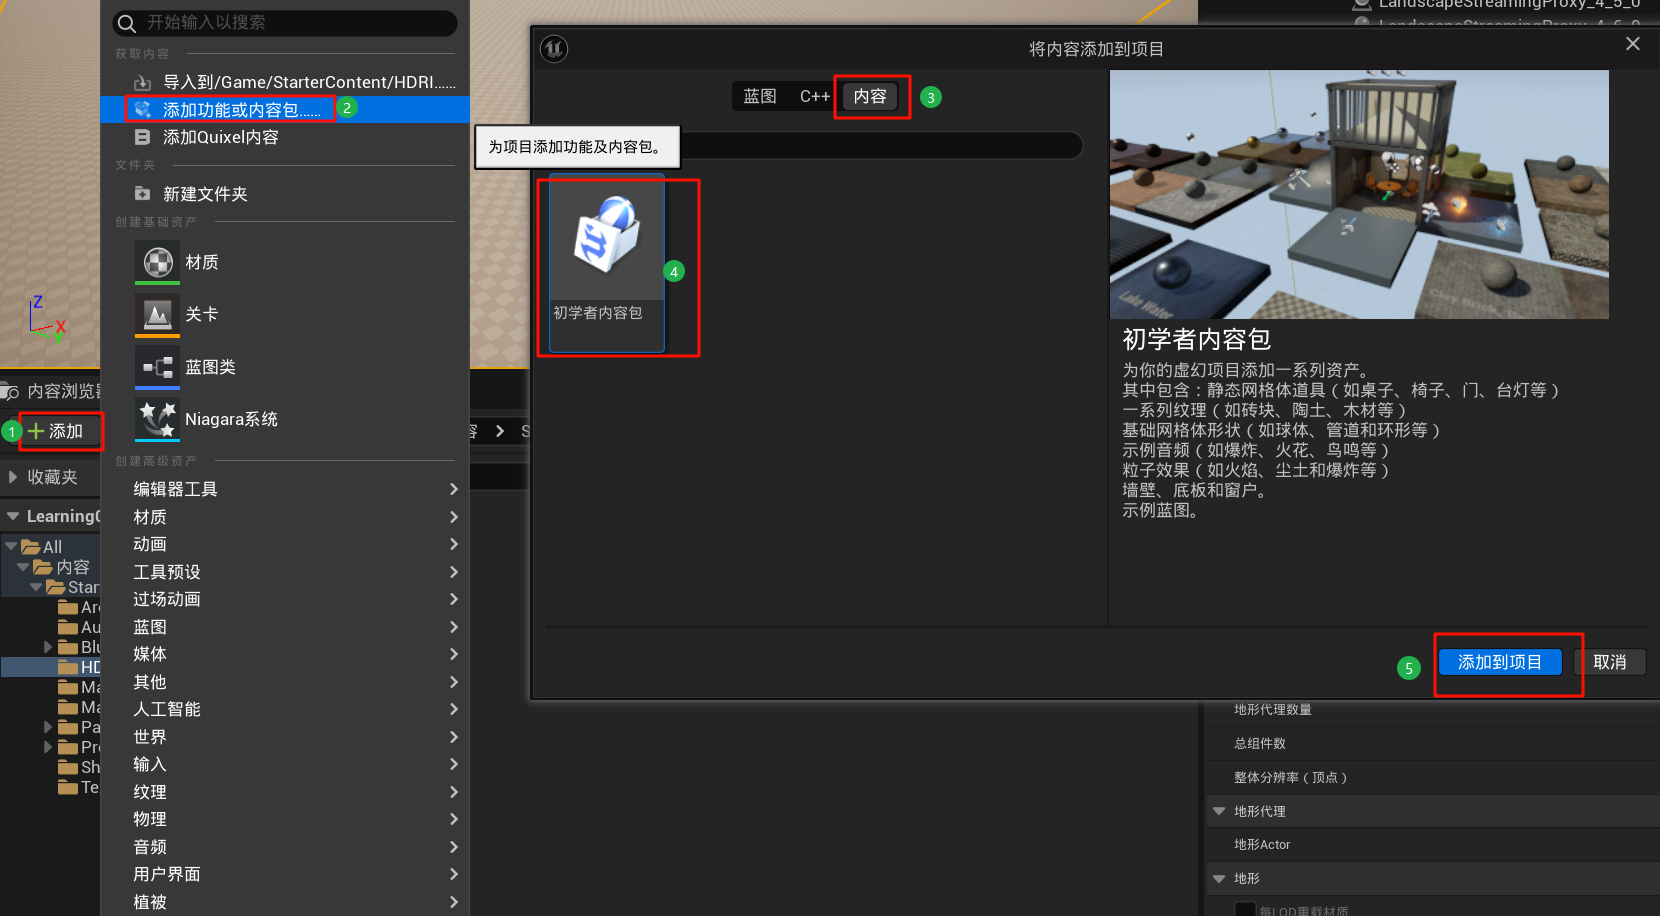 开始输入以搜索
获取内容
导入到/Game/StarterContent/HDRI......
添加功能或内容包......
2
添加Quixel内容
文件夹
新建文件夹
创建基础资产
材质
关卡
蓝图类
Niagara系统
创建高级资产
编辑器工具
材质
动画
工具预设
过场动画
蓝图
媒体
其他
人工智能
世界
输入
纹理
物理
音频
用户界面
植被
Z
X
Y
内容浏览器
1
添加
收藏夹
All
内容
为项目添加功能及内容包。
将内容添加到项目
蓝图
C++
内容
3
4
初学者内容包
Lake Water
初学者内容包
为你的虚幻项目添加一系列资产。
其中包含：静态网格体道具（如桌子、椅子、门、台灯等）
一系列纹理（如砖块、陶土、木材等）
基础网格体形状（如球体、管道和环形等）
示例音频（如爆炸、火花、鸟鸣等）
粒子效果（如火焰、尘土和爆炸等）
墙壁、底板和窗户。
示例蓝图。
5
添加到项目
取消
LandscapeStreamingProxy_4_5_0
LandscapeStreamingProxy_4_6_0
地形代理数量
总组件数
整体分辨率（顶点）
地形代理
地形Actor
地形
每LOD重载材质